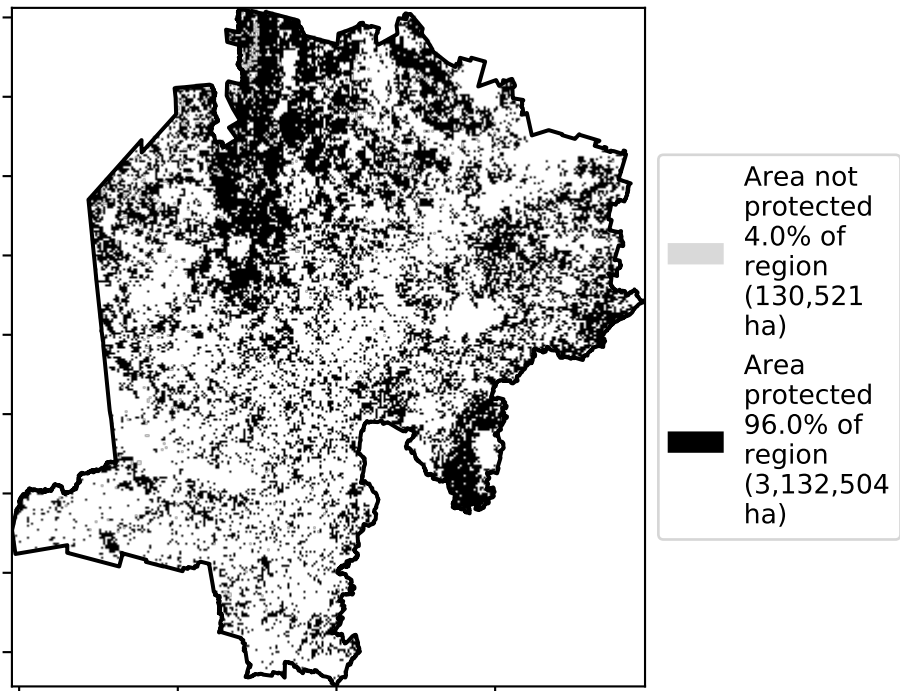 Area not
protected
4.0% of
region
(130,521
ha)
Area
protected
96.0% of
region
(3,132,504
ha)